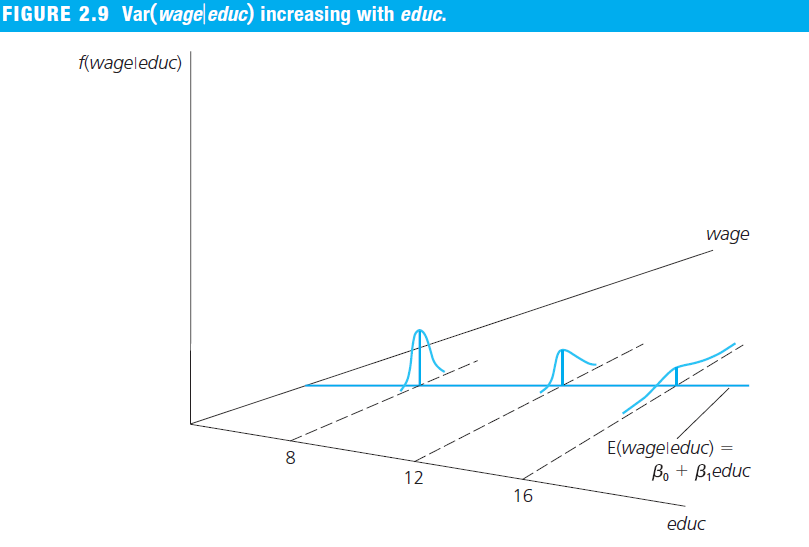 FIGURE 2.9 Var(wage|educ) increasing with educ.
f(wage|educ)
wage
8
12
16
E(wage|educ) =
β₀ + β₁educ
educ